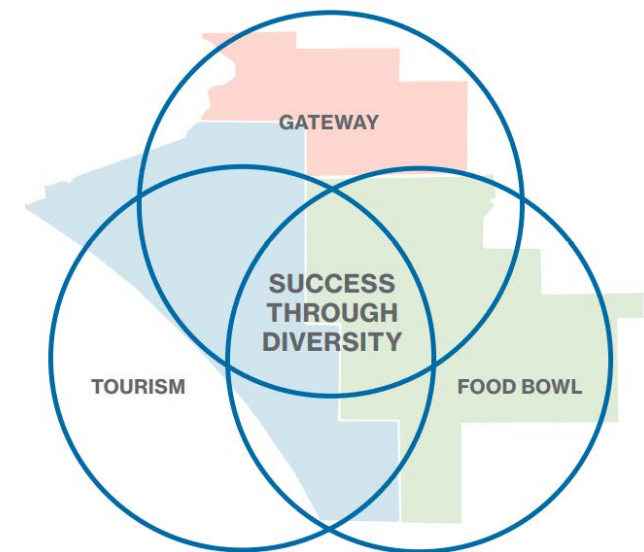 GATEWAY
SUCCESS
THROUGH
DIVERSITY
TOURISM
FOOD BOWL